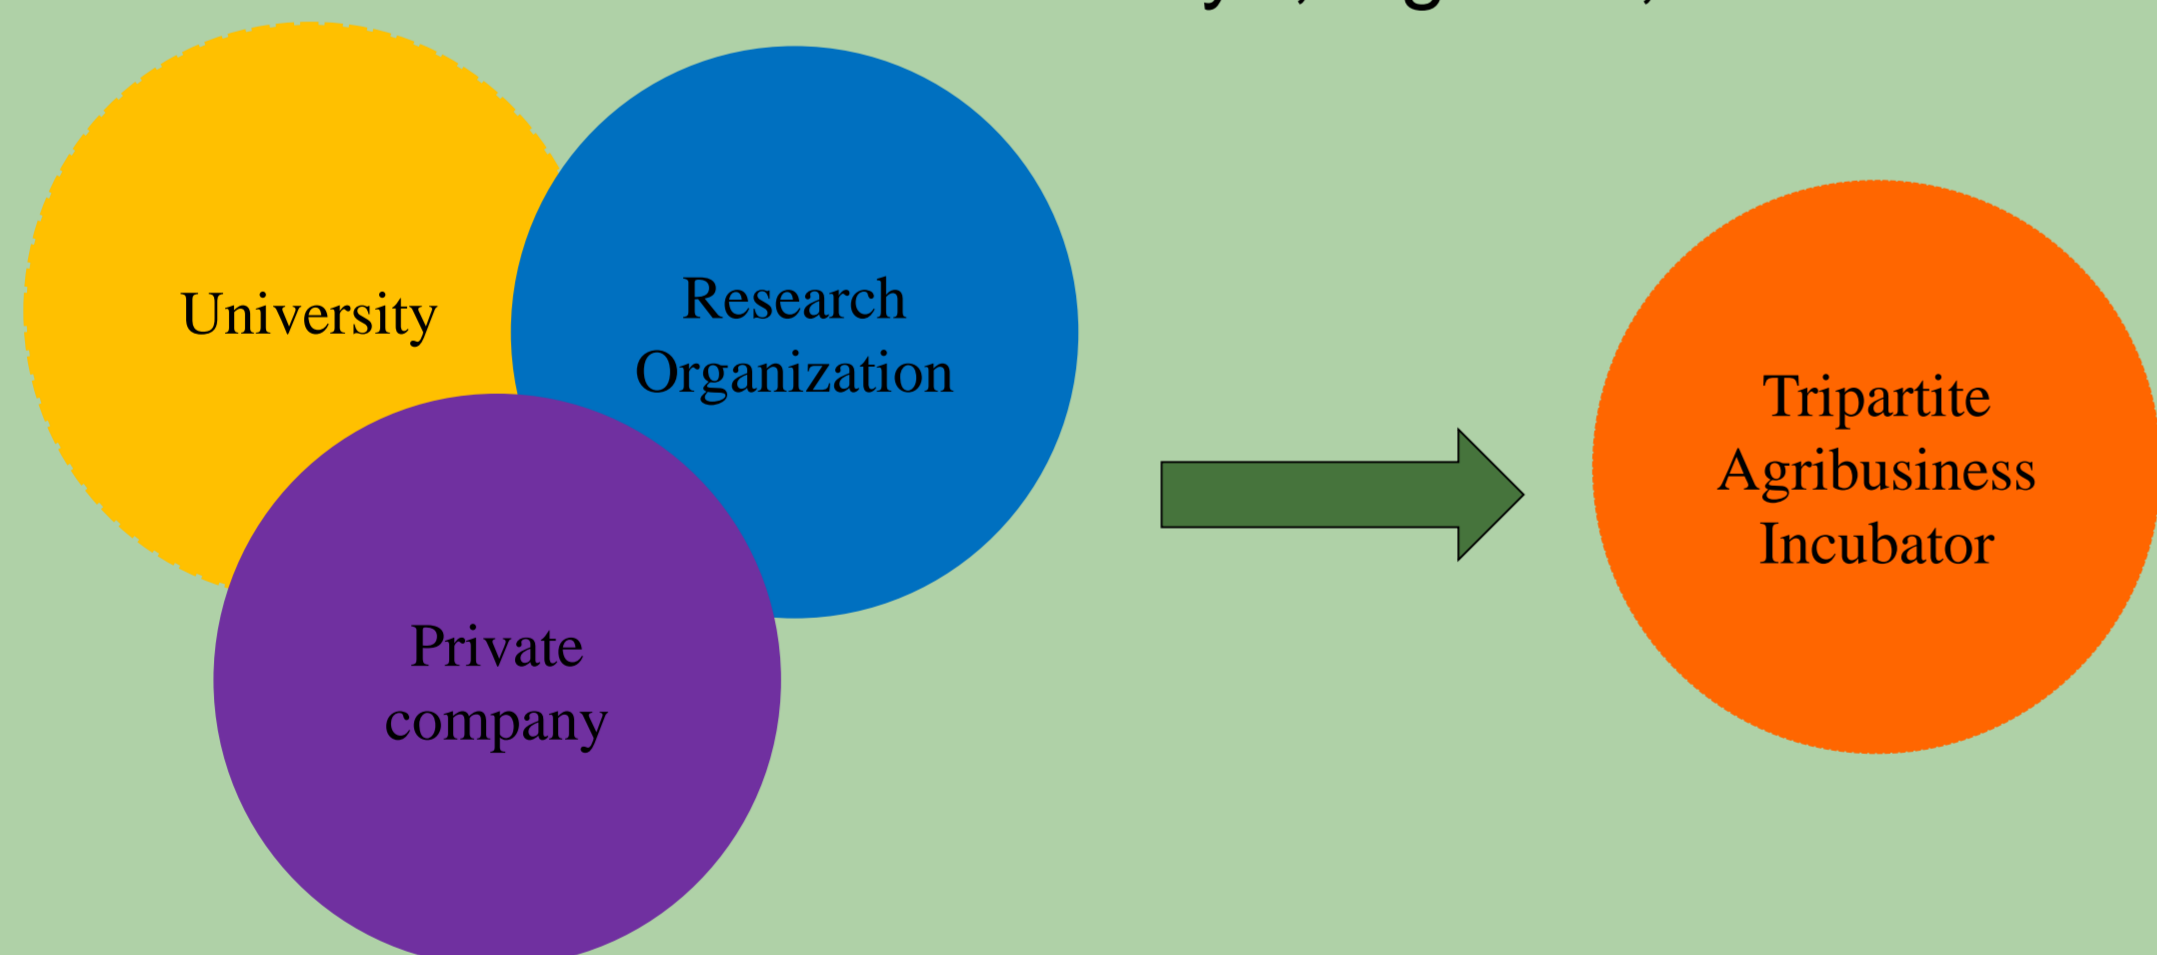 University
Research
Organization
Private
company
Tripartite
Agribusiness
Incubator